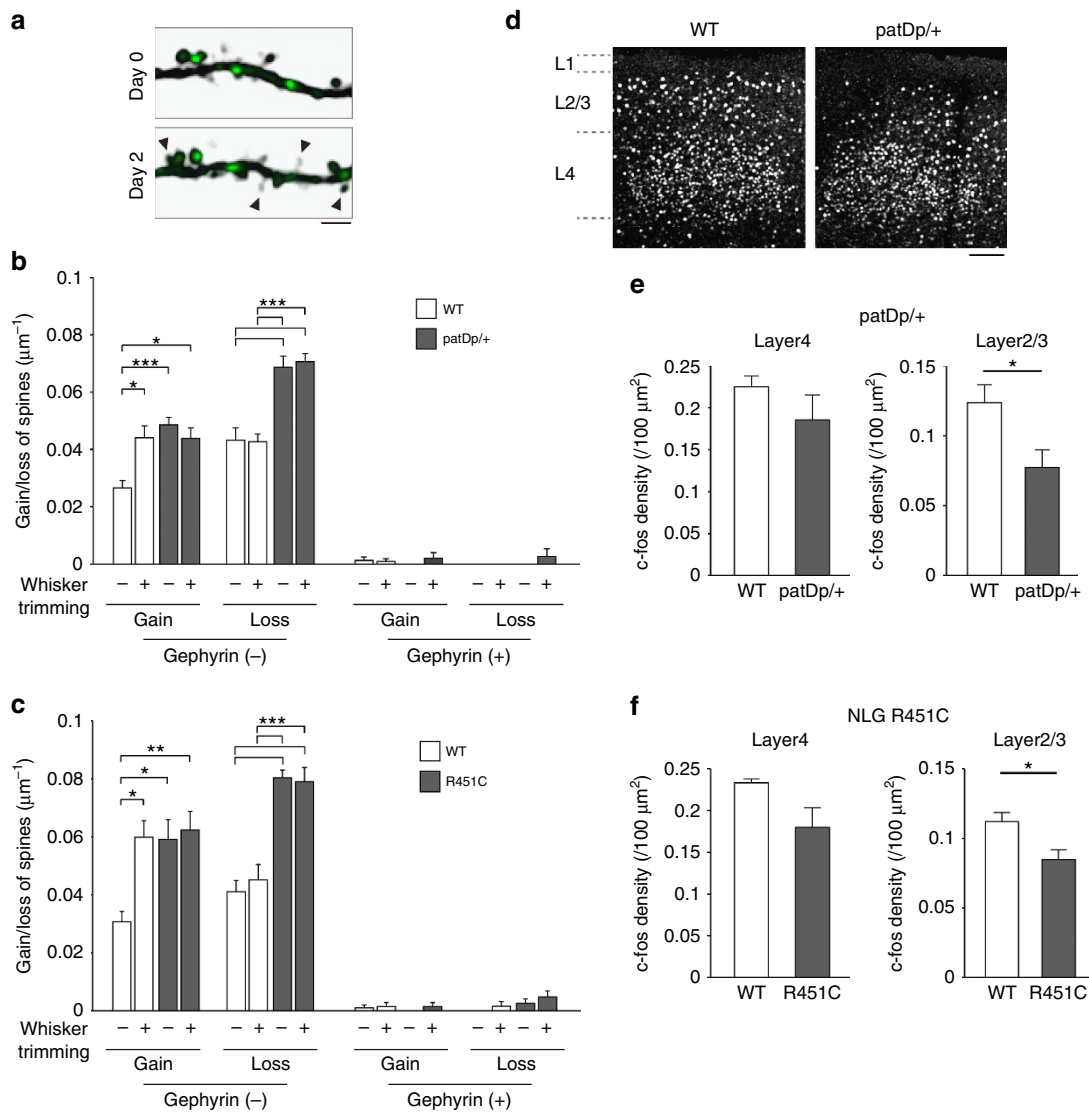 a
Day 0
Day 2
b
Gain/loss of spines (μm⁻¹)
0.1
0.08
0.06
0.04
0.02
0
***
*
***
*
WT
patDp/+
Whisker trimming
– + – + – + – + – + – + – + – +
Gain Loss Gain Loss
Gephyrin (–) Gephyrin (+)
c
Gain/loss of spines (μm⁻¹)
0.1
0.08
0.06
0.04
0.02
0
***
**
*
*
WT
R451C
Whisker trimming
– + – + – + – + – + – + – + – +
Gain Loss Gain Loss
Gephyrin (–) Gephyrin (+)
d
WT patDp/+
L1
L2/3
L4
e
patDp/+
Layer4
c-fos density (/100 μm²)
0.25
0.2
0.15
0.1
0.05
0
WT patDp/+
Layer2/3
c-fos density (/100 μm²)
0.15
0.1
0.05
0
*
WT patDp/+
f
NLG R451C
Layer4
c-fos density (/100 μm²)
0.25
0.2
0.15
0.1
0.05
0
WT R451C
Layer2/3
c-fos density (/100 μm²)
0.15
0.1
0.05
0
*
WT R451C